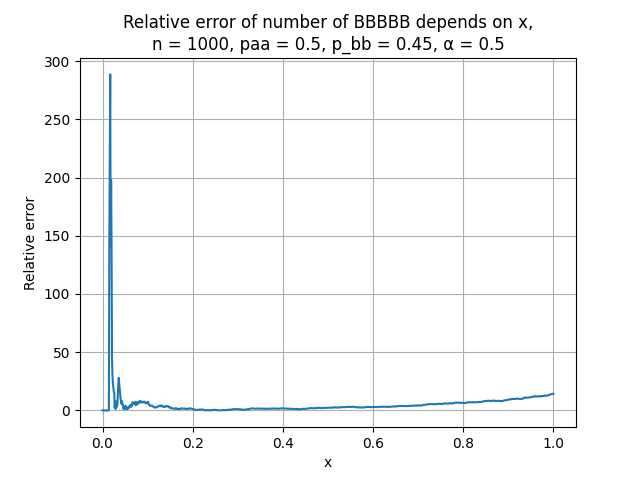 Relative error of number of BBBBB depends on x,
n = 1000, paa = 0.5, p_bb = 0.45, α = 0.5
300
250
200
150
100
50
0
Relative error
0.0 0.2 0.4 0.6 0.8 1.0
x